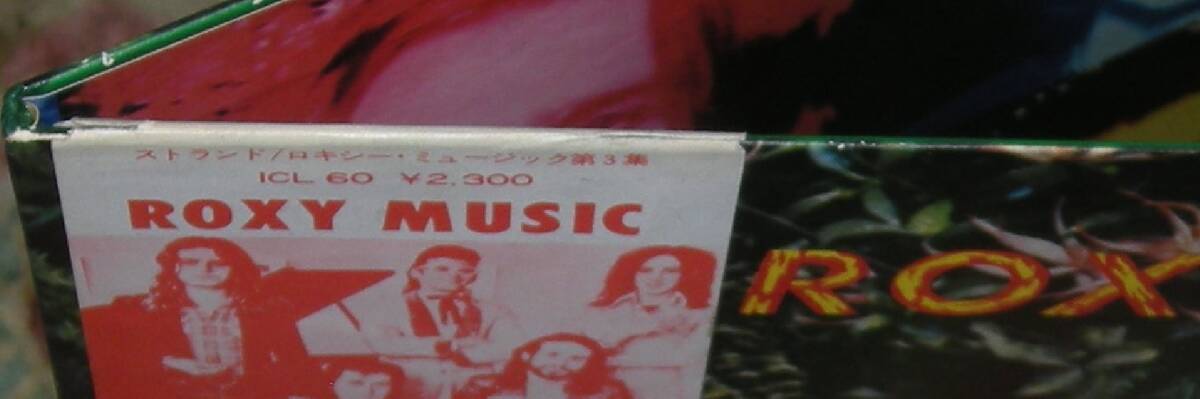 ストランド/ロキシー・ミュージック第3集
ICL 60 ¥2,300
ROXY MUSIC
ROX